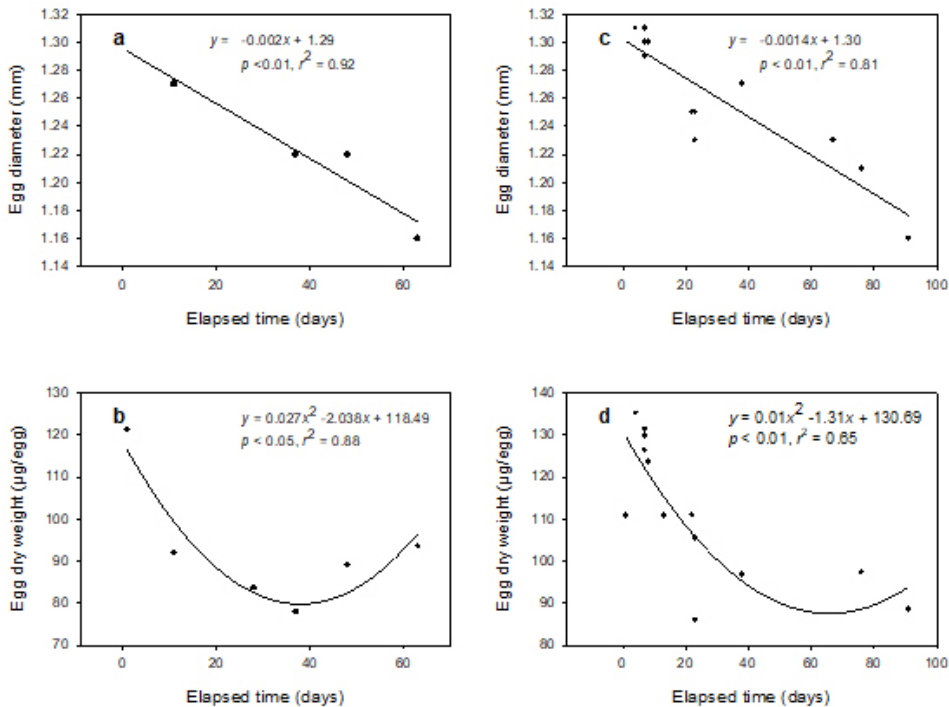 a
y = -0.002x + 1.29
p <0.01, r² = 0.92
1.32
1.30
1.28
1.26
1.24
1.22
1.20
1.18
1.16
1.14
Egg diameter (mm)
0 20 40 60
Elapsed time (days)
c
y = -0.0014x + 1.30
p < 0.01, r² = 0.81
1.32
1.30
1.28
1.26
1.24
1.22
1.20
1.18
1.16
1.14
Egg diameter (mm)
0 20 40 60 80 100
Elapsed time (days)
b
y = 0.027x² -2.038x + 118.49
p < 0.05, r² = 0.88
130
120
110
100
90
80
70
Egg dry weight (µg/egg)
0 20 40 60
Elapsed time (days)
d
y = 0.01x² -1.31x + 130.69
p < 0.01, r² = 0.65
140
130
120
110
100
90
80
Egg dry weight (µg/egg)
0 20 40 60 80 100
Elapsed time (days)